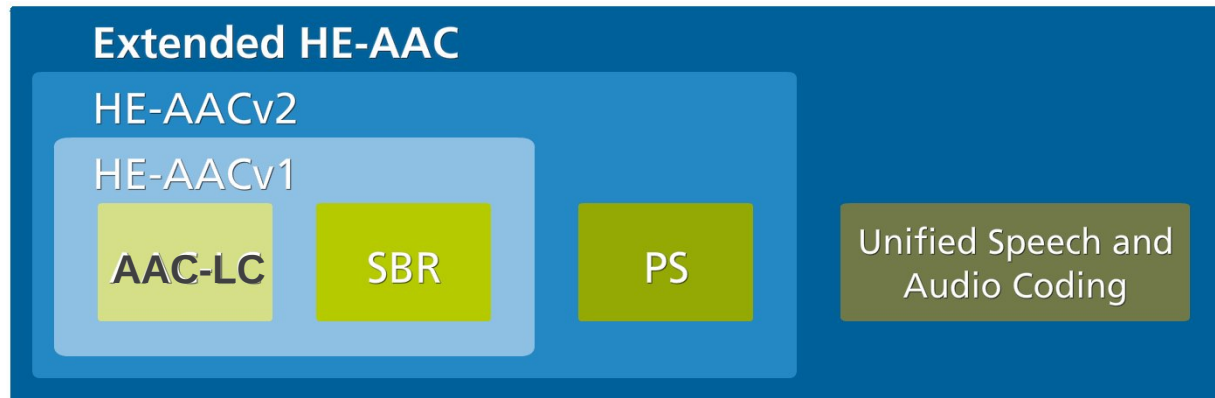 Extended HE-AAC
HE-AACv2
HE-AACv1
AAC-LC
SBR
PS
Unified Speech and
Audio Coding